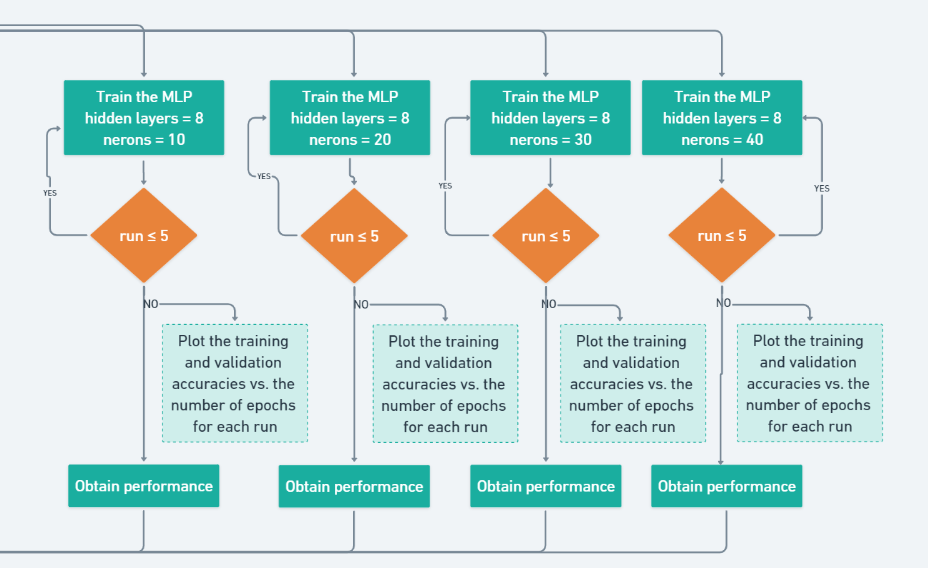 Train the MLP
hidden layers = 8
nerons = 10
Train the MLP
hidden layers = 8
nerons = 20
Train the MLP
hidden layers = 8
nerons = 30
Train the MLP
hidden layers = 8
nerons = 40
YES
YES
YES
YES
run ≤ 5
run ≤ 5
run ≤ 5
run ≤ 5
NO
NO
NO
NO
Plot the training
and validation
accuracies vs. the
number of epochs
for each run
Plot the training
and validation
accuracies vs. the
number of epochs
for each run
Plot the training
and validation
accuracies vs. the
number of epochs
for each run
Plot the training
and validation
accuracies vs. the
number of epochs
for each run
Obtain performance
Obtain performance
Obtain performance
Obtain performance